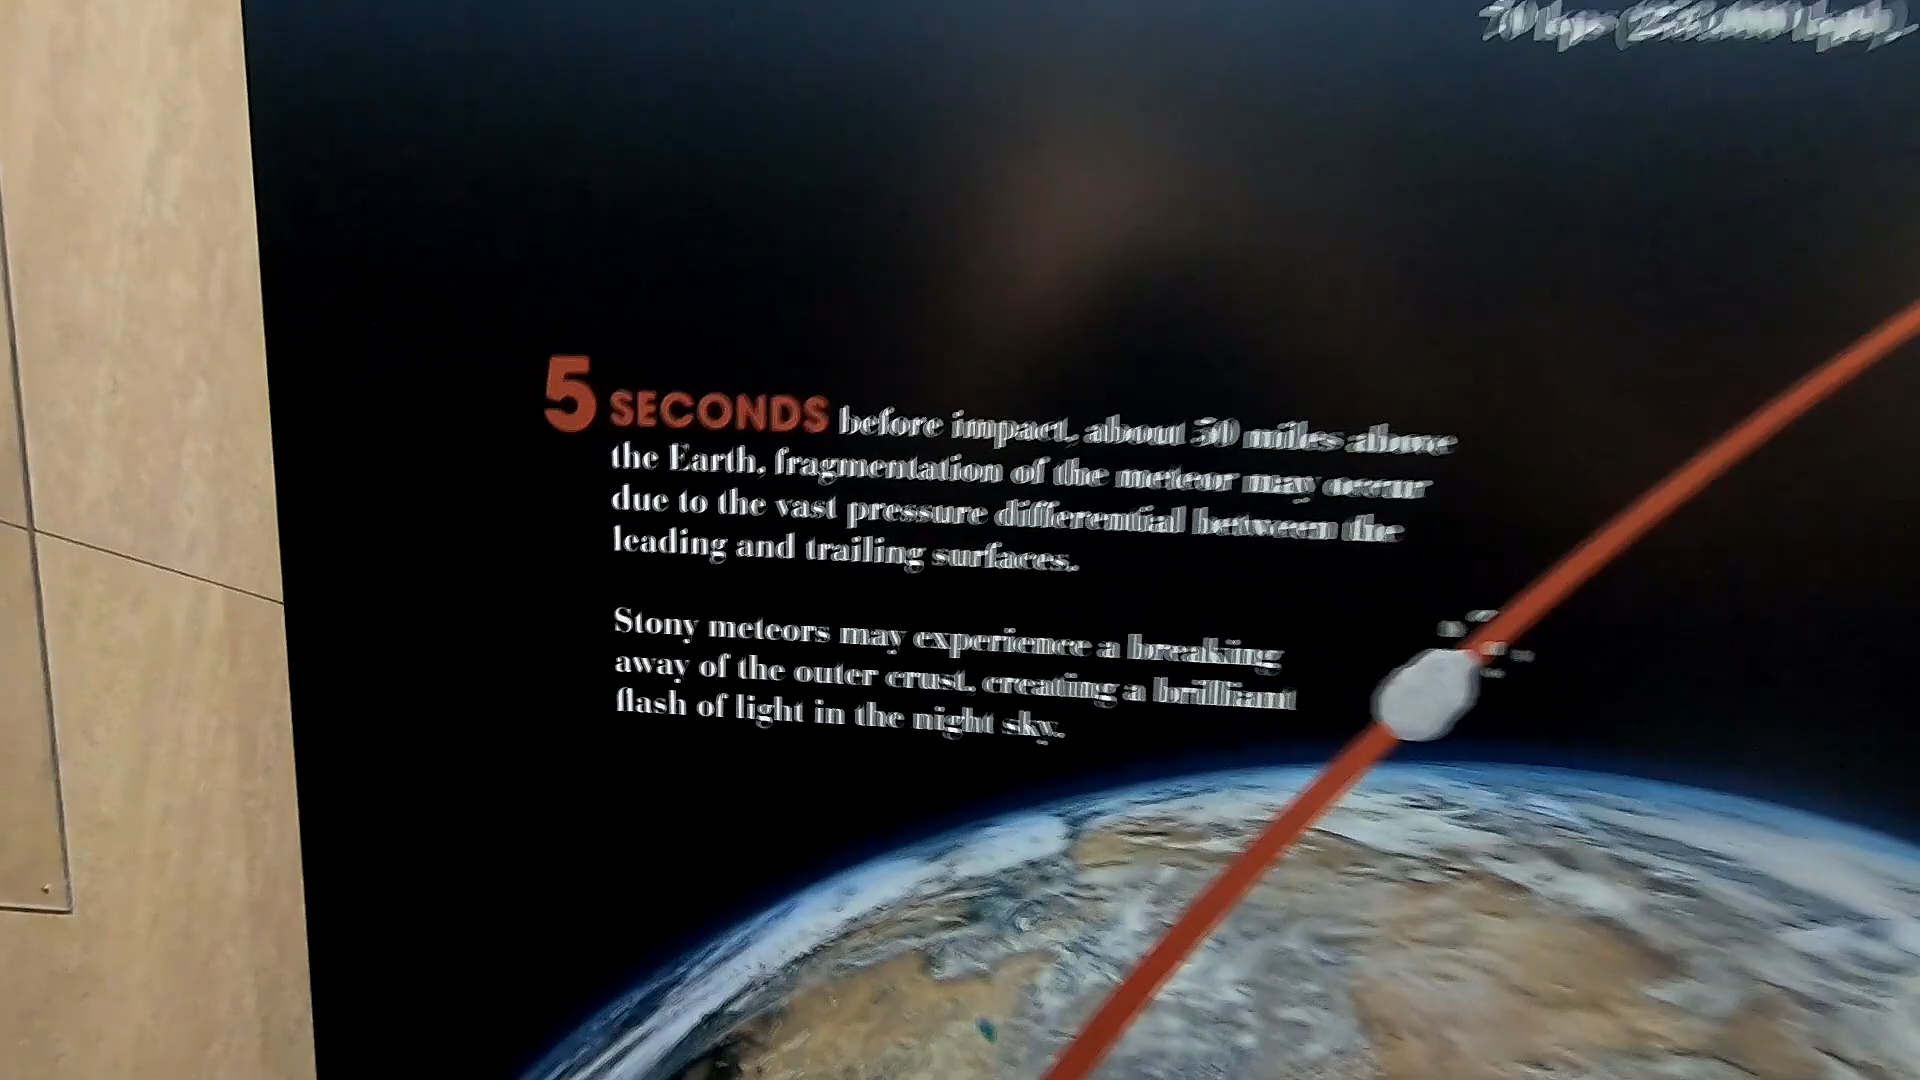 5 SECONDS before impact, about 50 miles above
the Earth, fragmentation of the meteor may occur
due to the vast pressure differential between the
leading and trailing surfaces.
Stony meteors may experience a breaking
away of the outer crust, creating a brilliant
flash of light in the night sky.